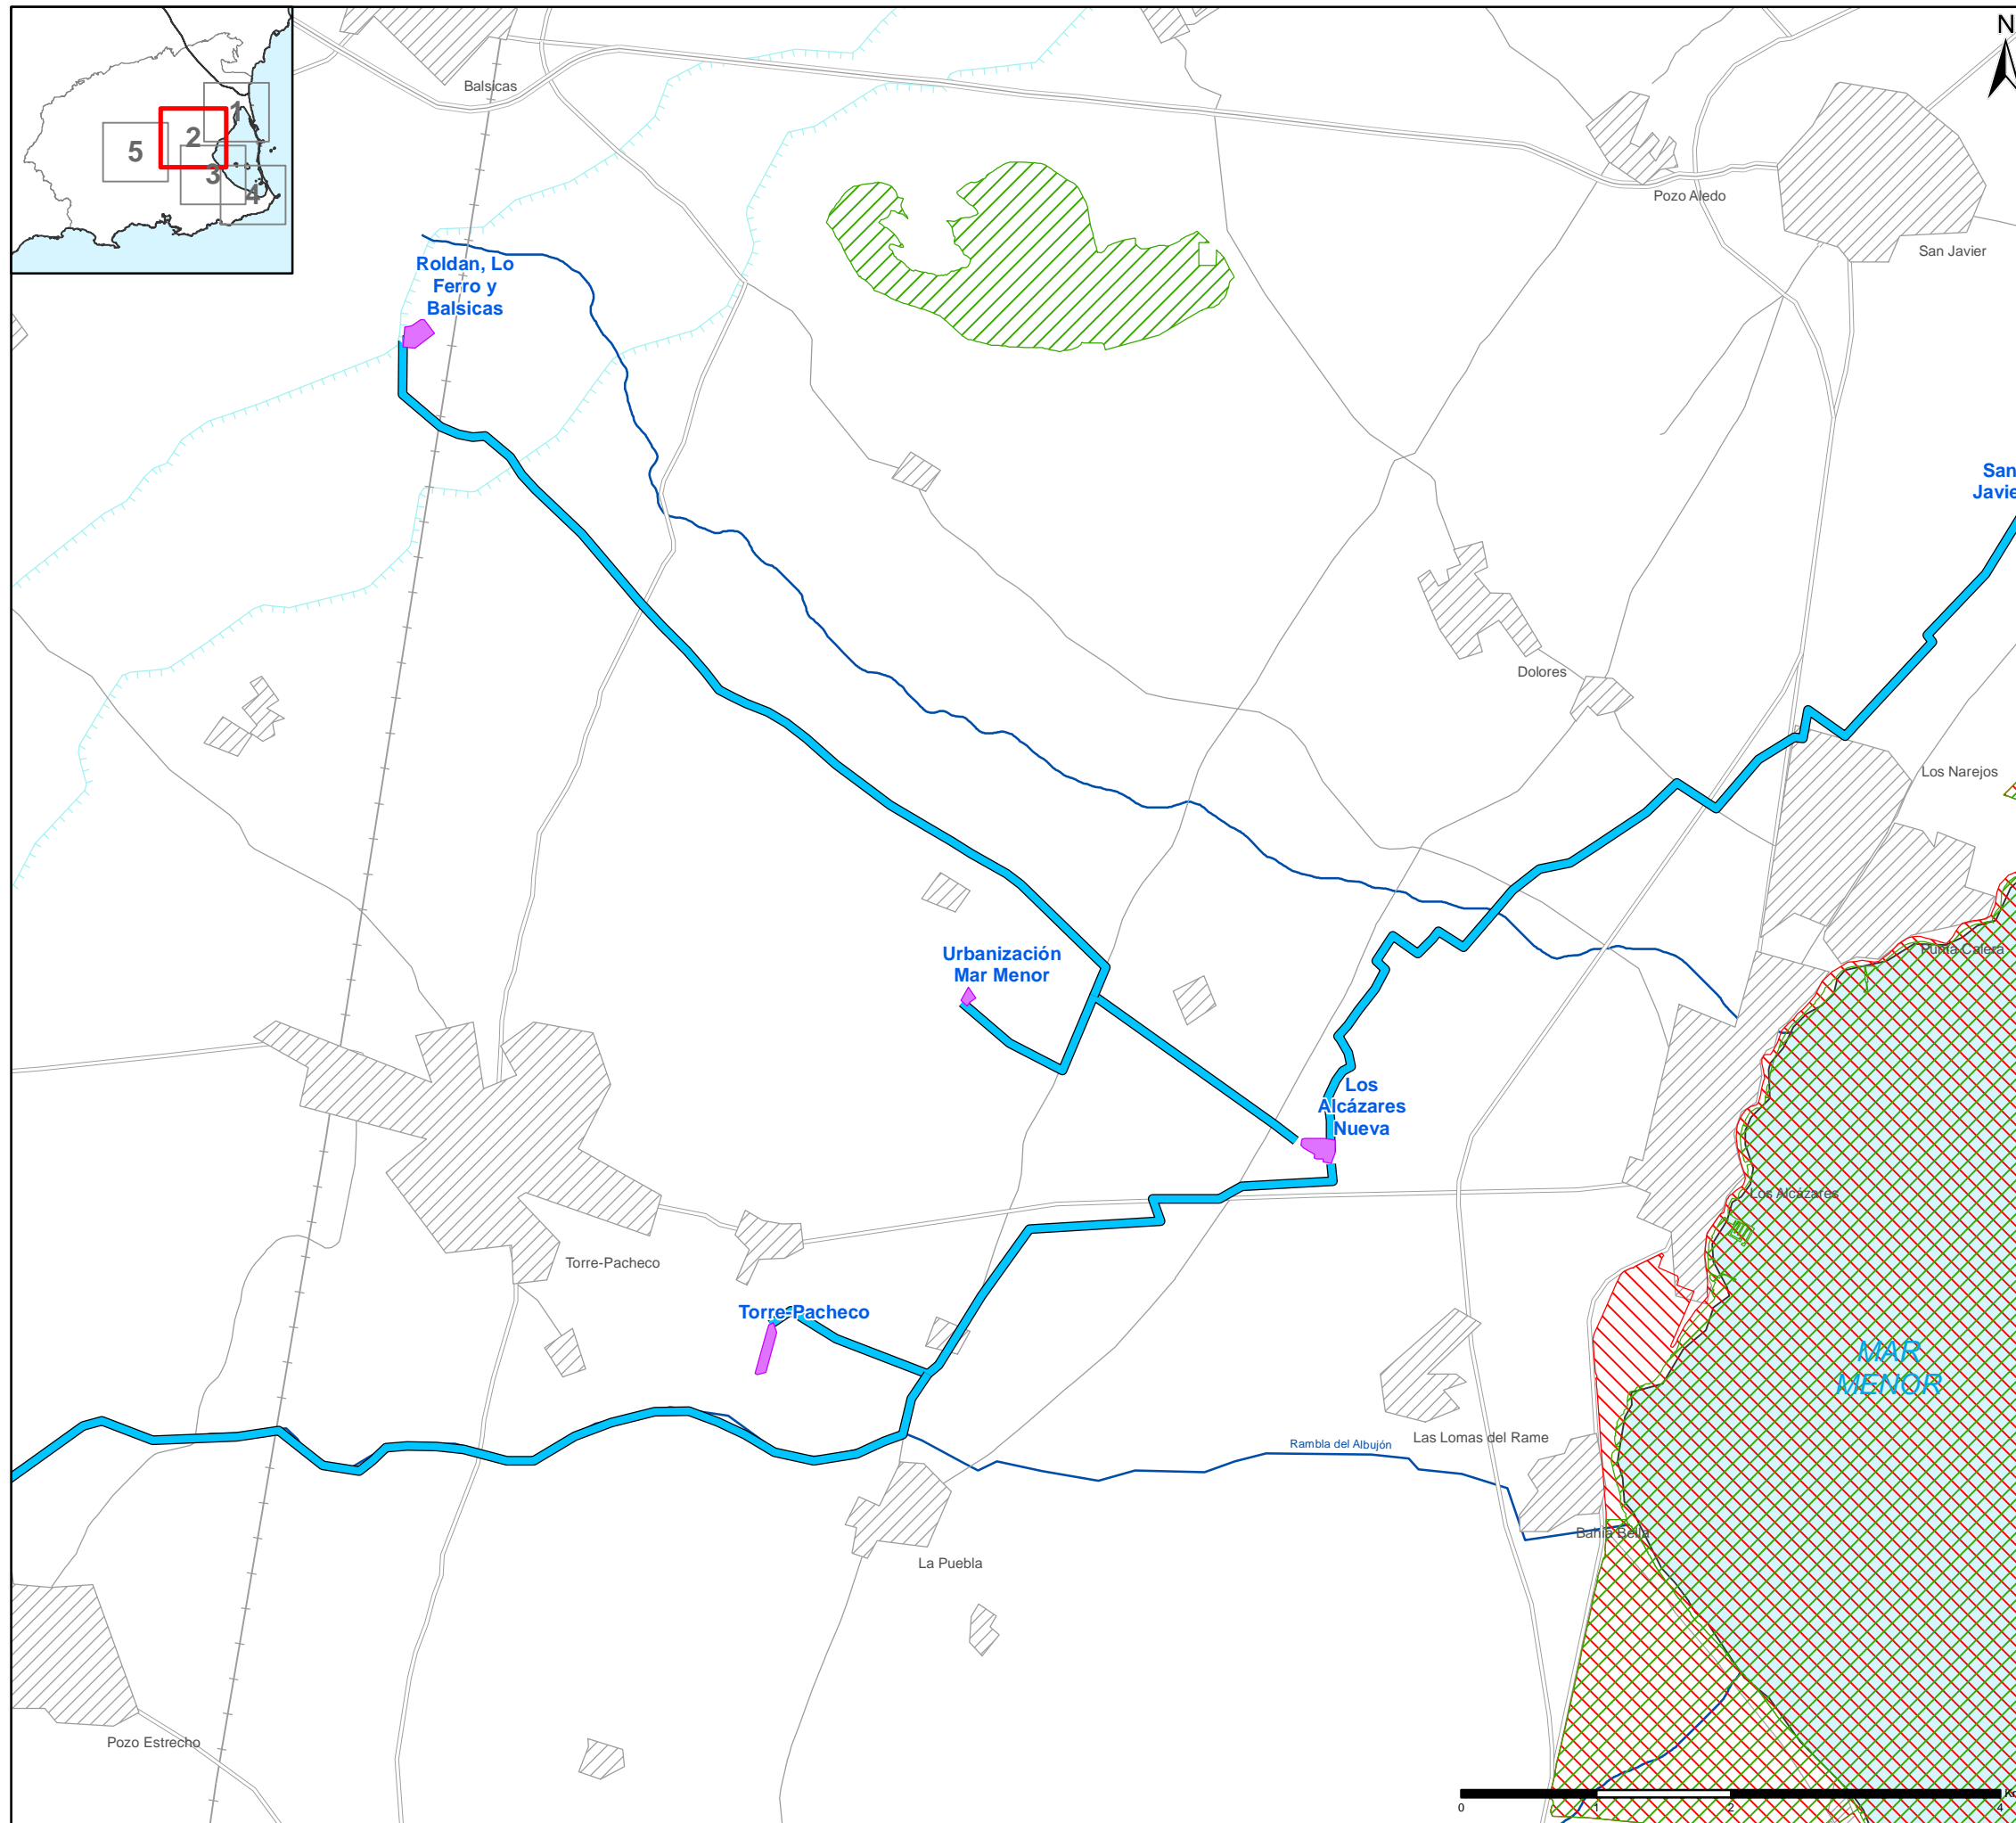 N
1
2
5
3
4
Balsicas
Pozo Aledo
San Javier
Roldan, Lo
Ferro y
Balsicas
San
Javie
Dolores
Los Narejos
Punta Calera
Urbanización
Mar Menor
Los
Alcázares
Nueva
Los Alcázares
Torre-Pacheco
Torre-Pacheco
MAR
MENOR
Las Lomas del Rame
Rambla del Albujón
Bahía Bella
La Puebla
Pozo Estrecho
0
1
2
4